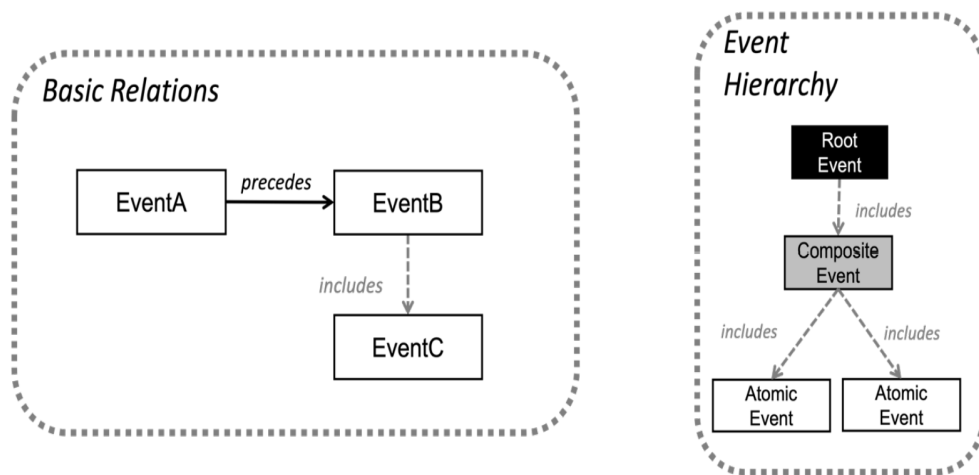 Basic Relations
EventA
precedes
EventB
includes
EventC
Event
Hierarchy
Root
Event
includes
Composite
Event
includes
includes
Atomic
Event
Atomic
Event